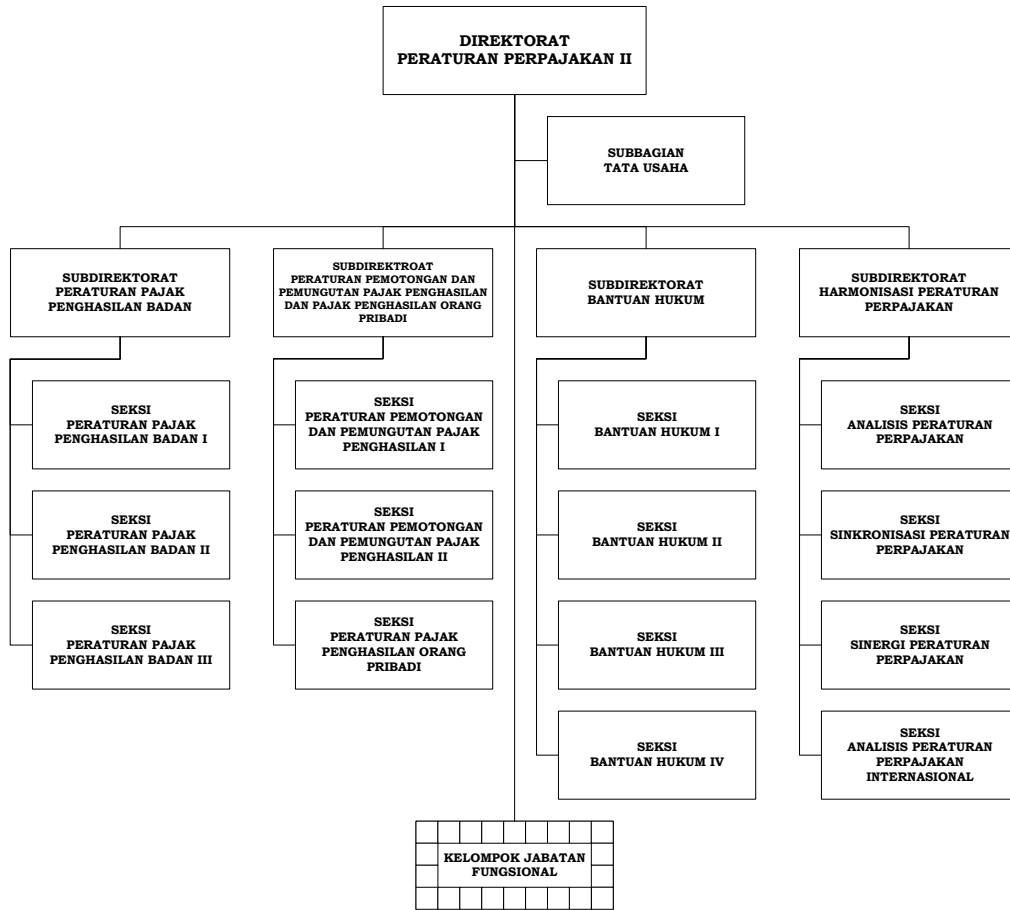 DIREKTORAT
PERATURAN PERPAJAKAN II
SUBBAGIAN
TATA USAHA
SUBDIREKTORAT
PERATURAN PAJAK
PENGHASILAN BADAN
SUBDIREKTROAT
PERATURAN PEMOTONGAN DAN
PEMUNGUTAN PAJAK PENGHASILAN
DAN PAJAK PENGHASILAN ORANG
PRIBADI
SUBDIREKTORAT
BANTUAN HUKUM
SUBDIREKTORAT
HARMONISASI PERATURAN
PERPAJAKAN
SEKSI
PERATURAN PAJAK
PENGHASILAN BADAN I
SEKSI
PERATURAN PEMOTONGAN
DAN PEMUNGUTAN PAJAK
PENGHASILAN I
SEKSI
BANTUAN HUKUM I
SEKSI
ANALISIS PERATURAN
PERPAJAKAN
SEKSI
PERATURAN PAJAK
PENGHASILAN BADAN II
SEKSI
PERATURAN PEMOTONGAN
DAN PEMUNGUTAN PAJAK
PENGHASILAN II
SEKSI
BANTUAN HUKUM II
SEKSI
SINKRONISASI PERATURAN
PERPAJAKAN
SEKSI
PERATURAN PAJAK
PENGHASILAN BADAN III
SEKSI
PERATURAN PAJAK
PENGHASILAN ORANG
PRIBADI
SEKSI
BANTUAN HUKUM III
SEKSI
SINERGI PERATURAN
PERPAJAKAN
SEKSI
BANTUAN HUKUM IV
SEKSI
ANALISIS PERATURAN
PERPAJAKAN
INTERNASIONAL
KELOMPOK JABATAN
FUNGSIONAL